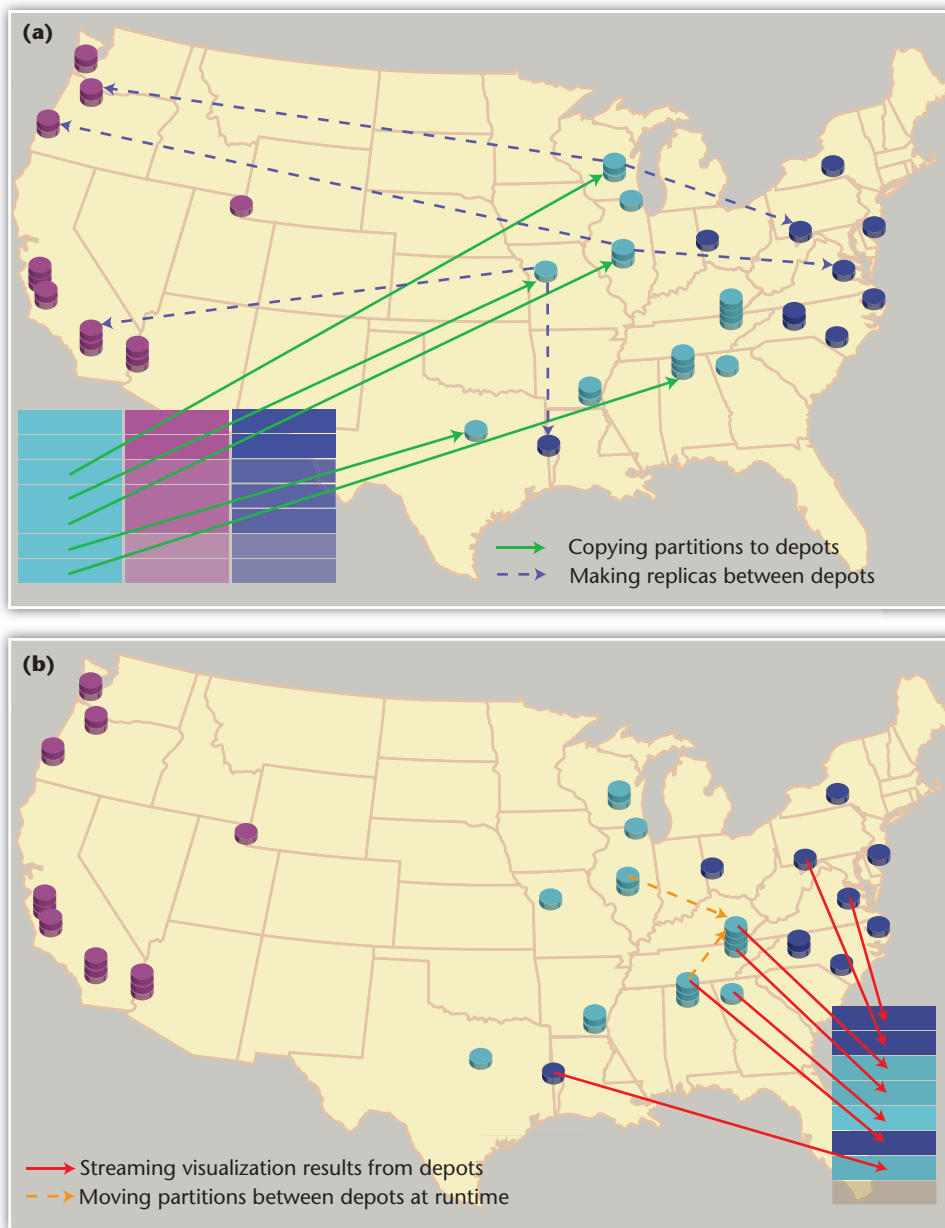 (a)
Copying partitions to depots
Making replicas between depots
(b)
Streaming visualization results from depots
Moving partitions between depots at runtime